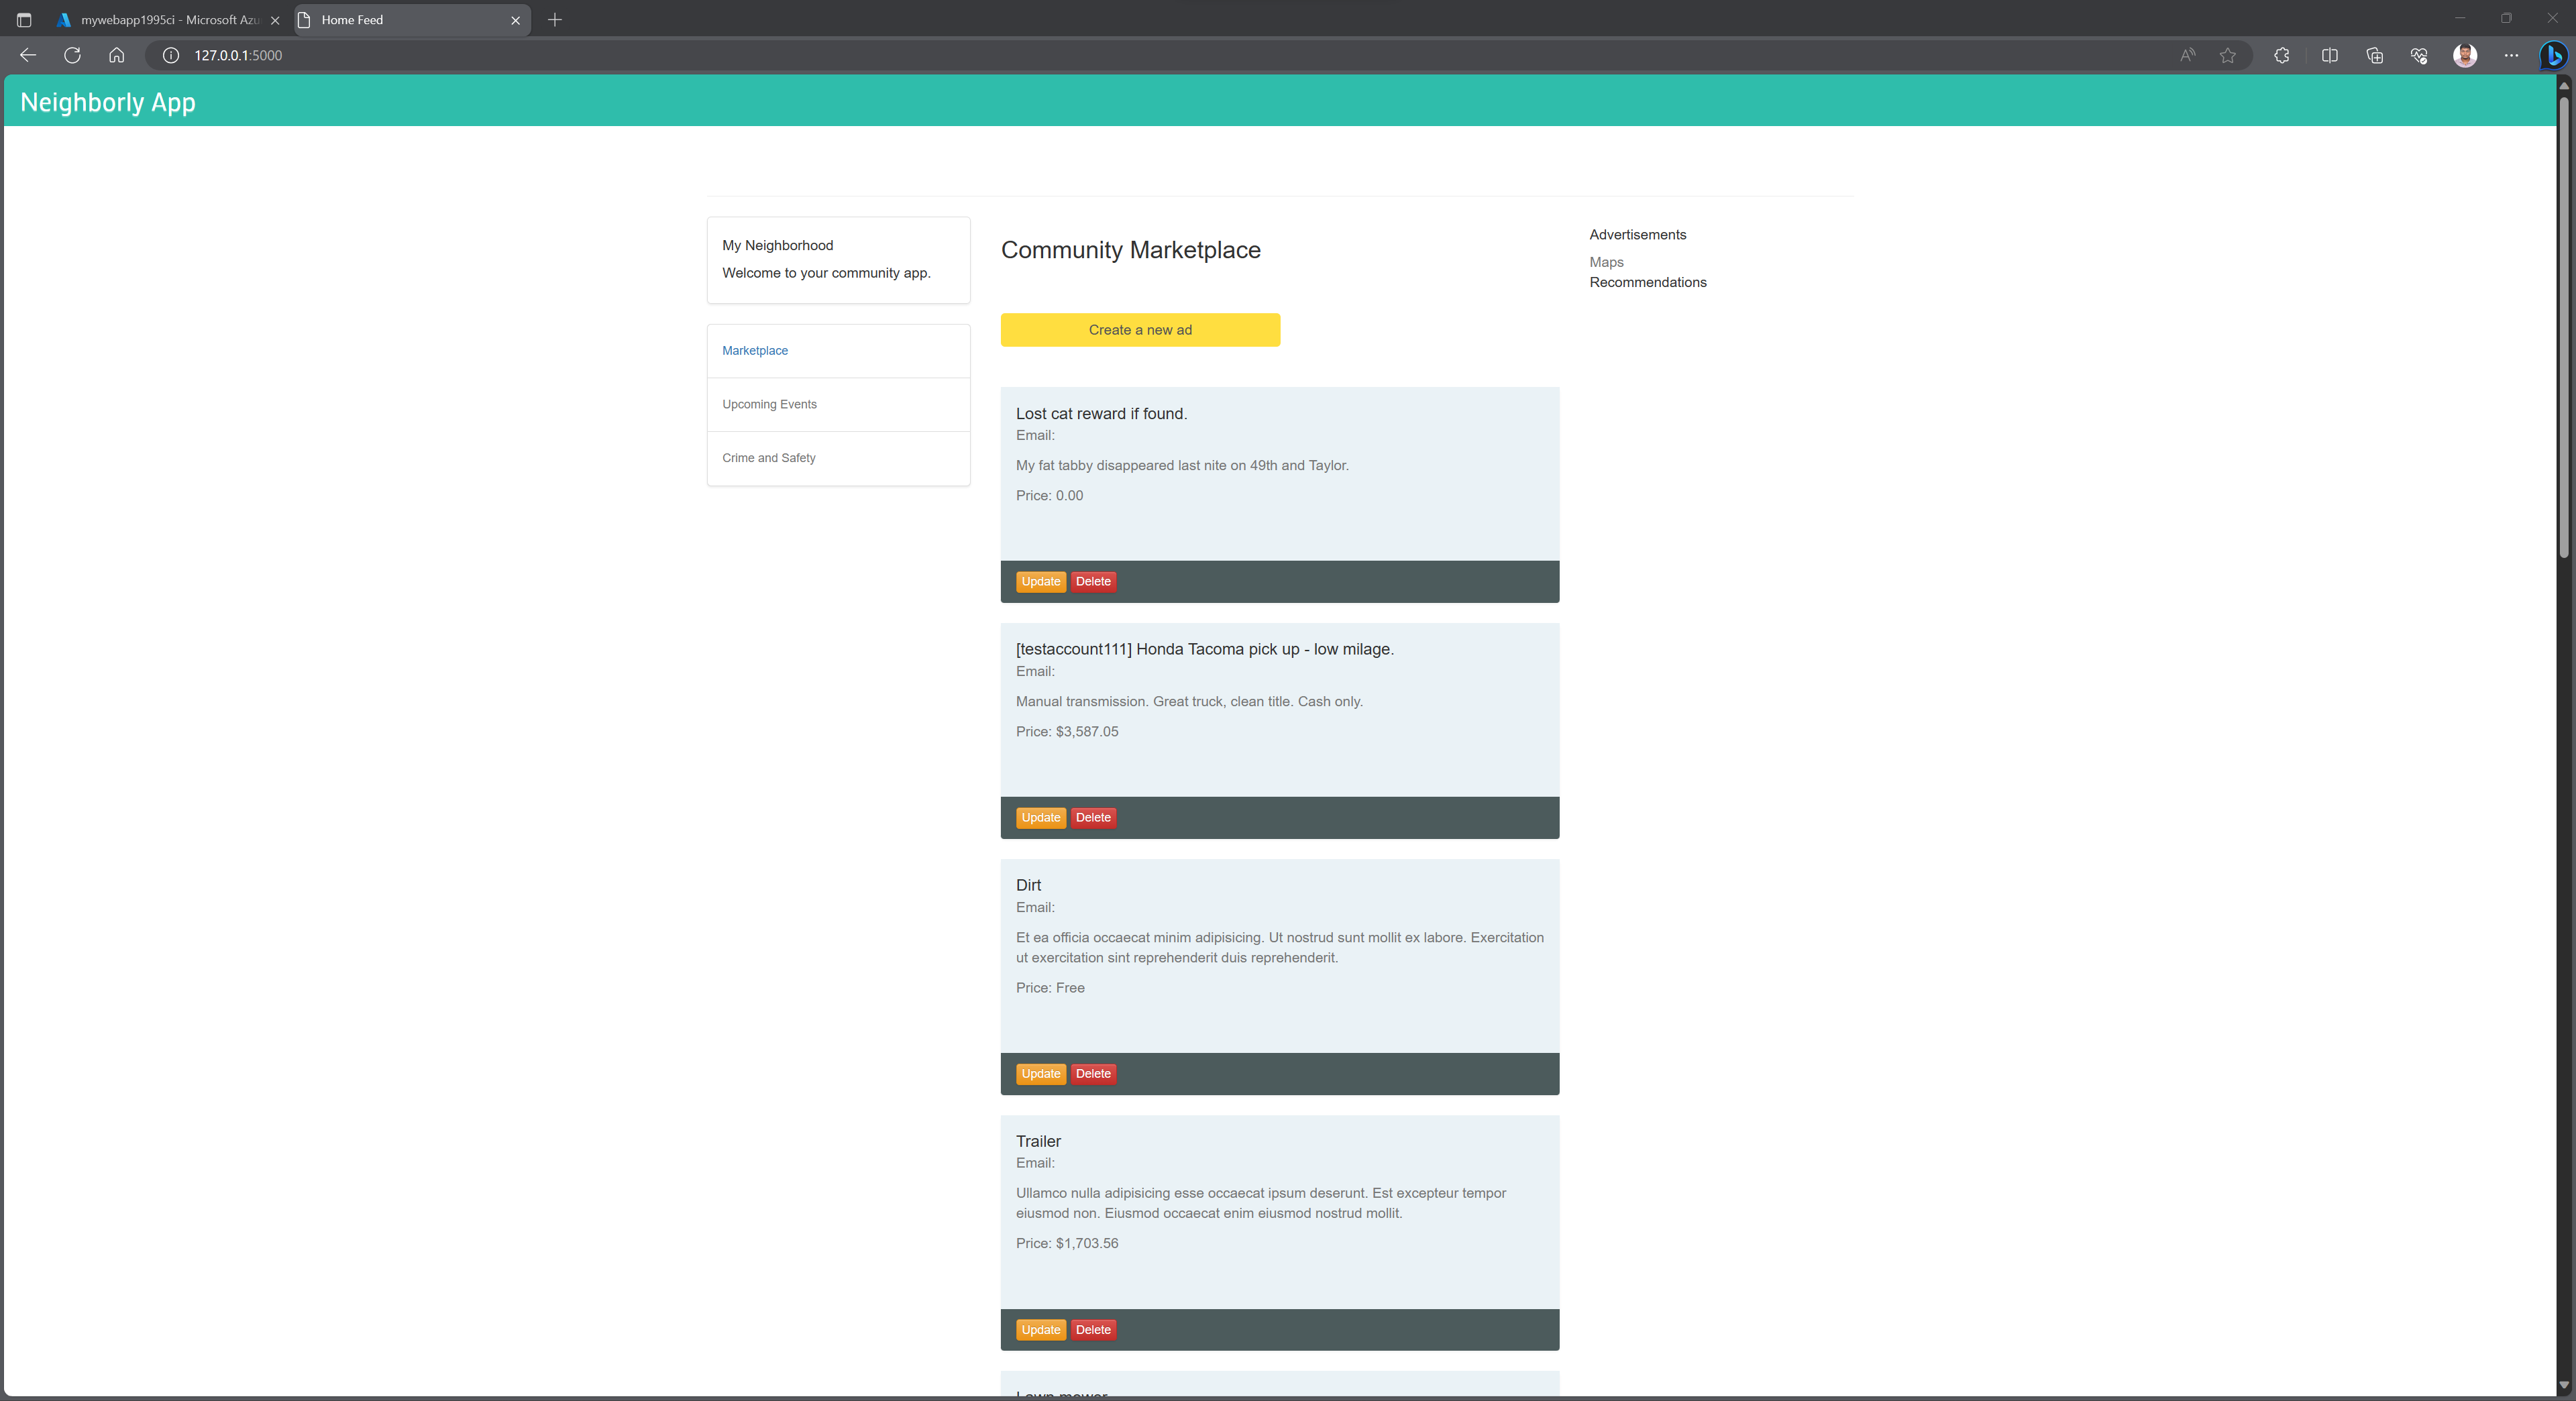 mywebapp1995ci - Microsoft Azu
Home Feed
127.0.0.1:5000
Neighborly App
My Neighborhood
Welcome to your community app.
Marketplace
Upcoming Events
Crime and Safety
Community Marketplace
Create a new ad
Lost cat reward if found.
Email:
My fat tabby disappeared last nite on 49th and Taylor.
Price: 0.00
Update Delete
[testaccount111] Honda Tacoma pick up - low milage.
Email:
Manual transmission. Great truck, clean title. Cash only.
Price: $3,587.05
Update Delete
Dirt
Email:
Et ea officia occaecat minim adipisicing. Ut nostrud sunt mollit ex labore. Exercitation
ut exercitation sint reprehenderit duis reprehenderit.
Price: Free
Update Delete
Trailer
Email:
Ullamco nulla adipisicing esse occaecat ipsum deserunt. Est excepteur tempor
eiusmod non. Eiusmod occaecat enim eiusmod nostrud mollit.
Price: $1,703.56
Update Delete
Lawn mower
Advertisements
Maps
Recommendations